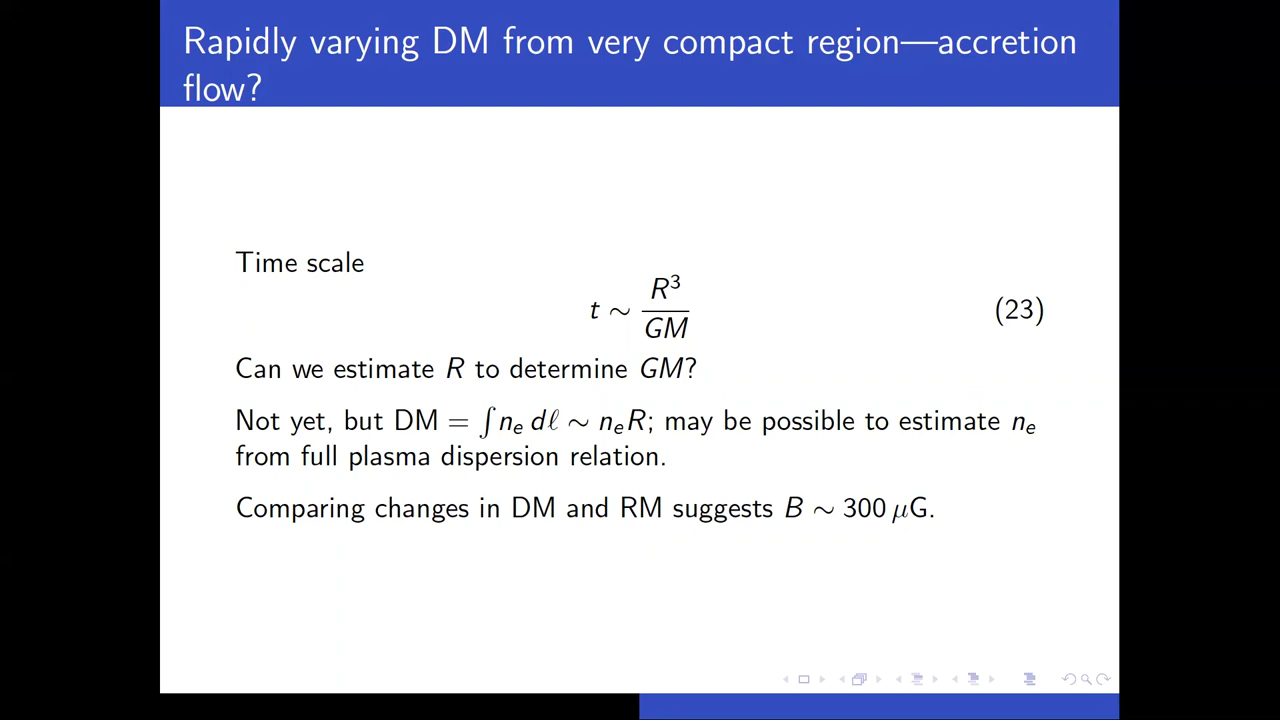 Rapidly varying DM from very compact region—accretion
flow?
Time scale
t ∼ R³/GM (23)
Can we estimate R to determine GM?
Not yet, but DM = ∫ nₑ dℓ ∼ nₑR; may be possible to estimate nₑ
from full plasma dispersion relation.
Comparing changes in DM and RM suggests B ∼ 300 μG.